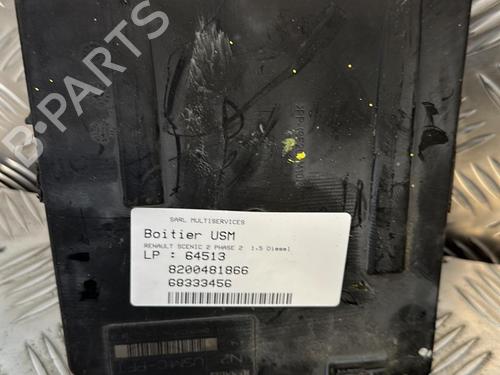 B-PARTS
SARL MULTISERVICES
Boitier USM
RENAULT SCENIC 2 PHASE 2 1.5 Diesel
LP : 64513
8200481866
68333456